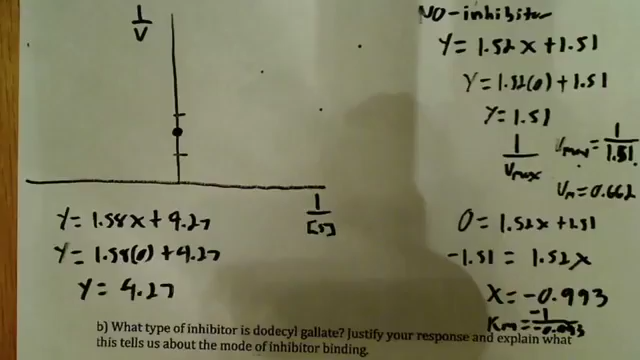 1/V
1/[S]
Y = 1.58x + 4.27
Y = 1.58(0) + 4.27
Y = 4.27
NO-inhibitor
Y = 1.52x + 1.51
Y = 1.52(0) + 1.51
Y = 1.51
1/Vmax Vmax = 1/1.51
Vm = 0.662
0 = 1.52x + 1.51
-1.51 = 1.52x
X = -0.993
Km = -1/-0.993
b) What type of inhibitor is dodecyl gallate? Justify your response and explain what
this tells us about the mode of inhibitor binding.